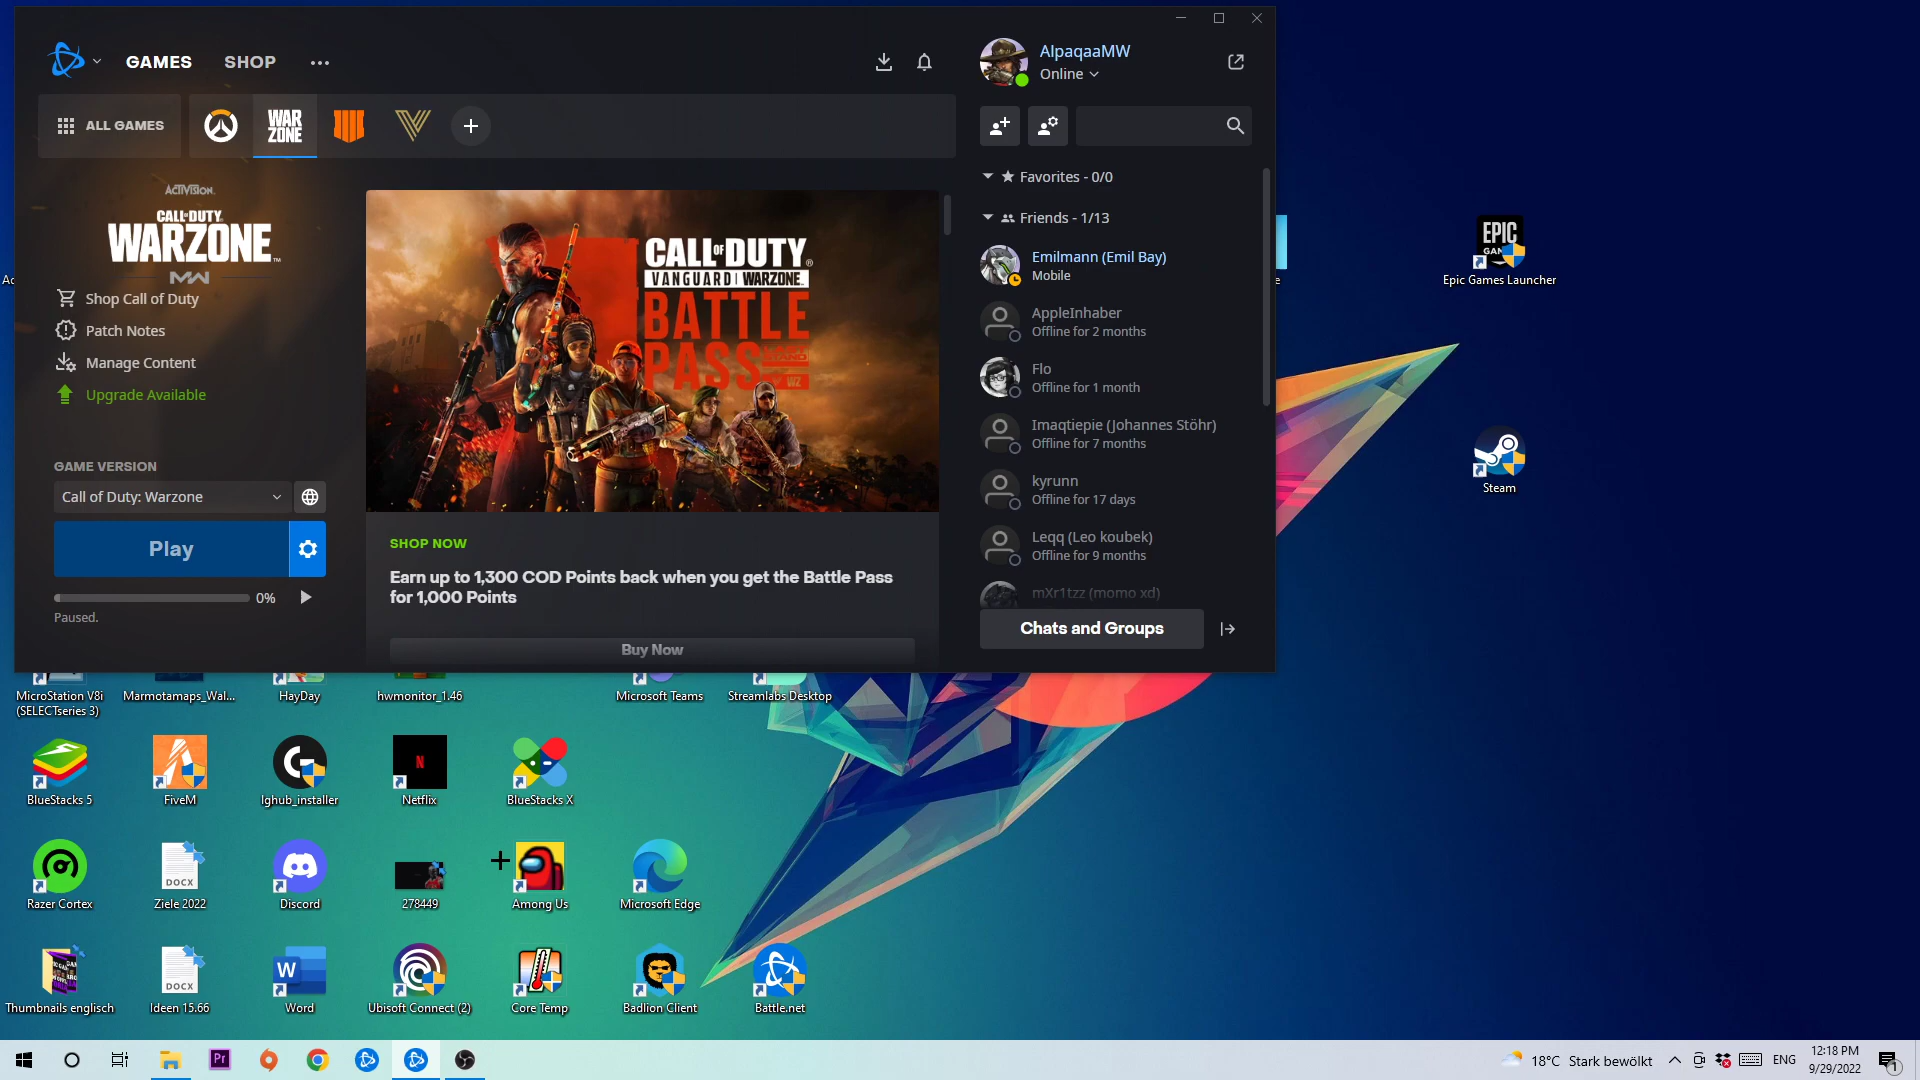 GAMES
SHOP
AlpaqaaMW
Online
ALL GAMES
WAR
ZONE
ACTIVISION
CALL OF DUTY
WARZONE
MW
Shop Call of Duty
Patch Notes
Manage Content
Upgrade Available
GAME VERSION
Call of Duty: Warzone
Play
0%
Paused.
CALL OF DUTY
VANGUARD | WARZONE
BATTLE
PASS
SHOP NOW
Earn up to 1,300 COD Points back when you get the Battle Pass
for 1,000 Points
Buy Now
Favorites - 0/0
Friends - 1/13
Emilmann (Emil Bay)
Mobile
AppleInhaber
Offline for 2 months
Flo
Offline for 1 month
Imaqtiepie (Johannes Stöhr)
Offline for 7 months
kyrunn
Offline for 17 days
Leqq (Leo koubek)
Offline for 9 months
mXr1tzz (momo xd)
Chats and Groups
Ac
e
EPIC
GAMES
Epic Games Launcher
Steam
MicroStation V8i
(SELECTseries 3)
Marmotamaps_Wal...
HayDay
hwmonitor_1.46
Microsoft Teams
Streamlabs Desktop
BlueStacks 5
FiveM
lghub_installer
N
Netflix
BlueStacks X
Razer Cortex
DOCX
Ziele 2022
Discord
278449
Among Us
Microsoft Edge
Thumbnails englisch
DOCX
Ideen 15.66
W
Word
Ubisoft Connect (2)
Core Temp
Badlion Client
Battle.net
Pr
18°C Stark bewölkt
ENG
12:18 PM
9/29/2022
1